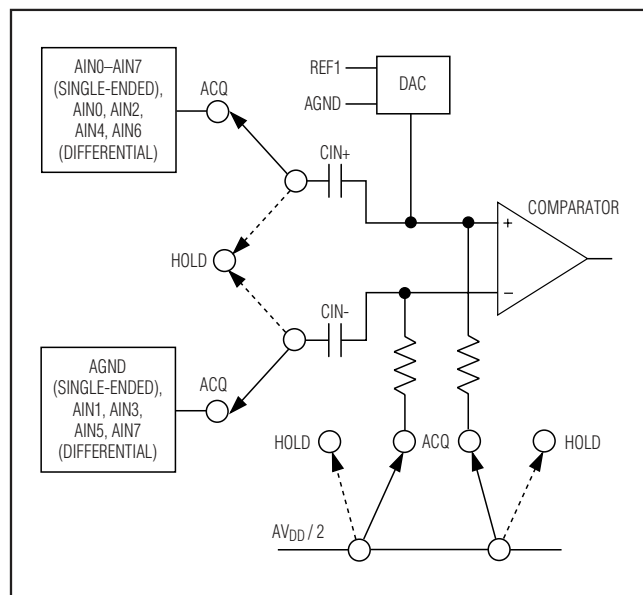 AIN0–AIN7
(SINGLE-ENDED),
AIN0, AIN2,
AIN4, AIN6
(DIFFERENTIAL)
ACQ
REF1
AGND
DAC
CIN+
COMPARATOR
+
−
HOLD
CIN-
AGND
(SINGLE-ENDED),
AIN1, AIN3,
AIN5, AIN7
(DIFFERENTIAL)
ACQ
HOLD
ACQ
HOLD
AVDD / 2